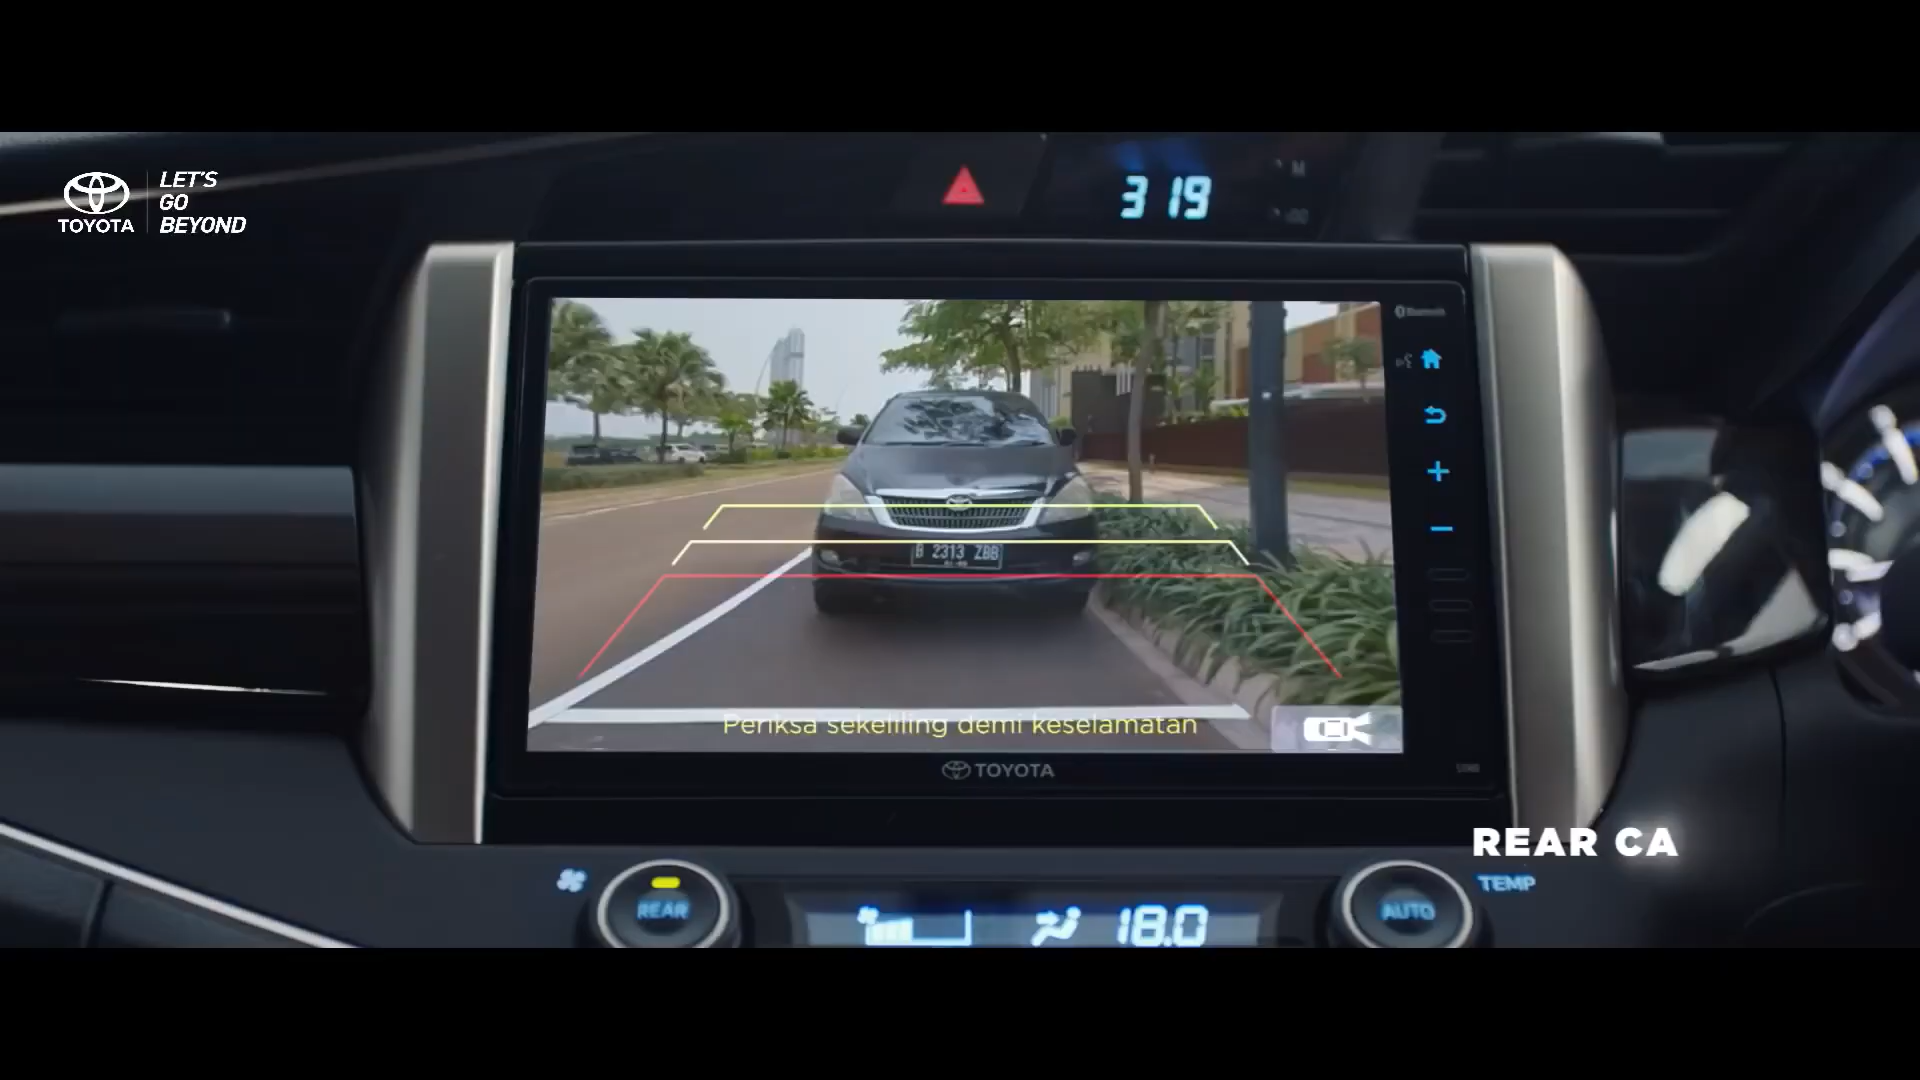 LET'S
GO
BEYOND
TOYOTA
3 19
Bluetooth
B 2313 ZBB
Periksa sekeliling demi keselamatan
TOYOTA
REAR CA
TEMP
REAR
AUTO
18.0